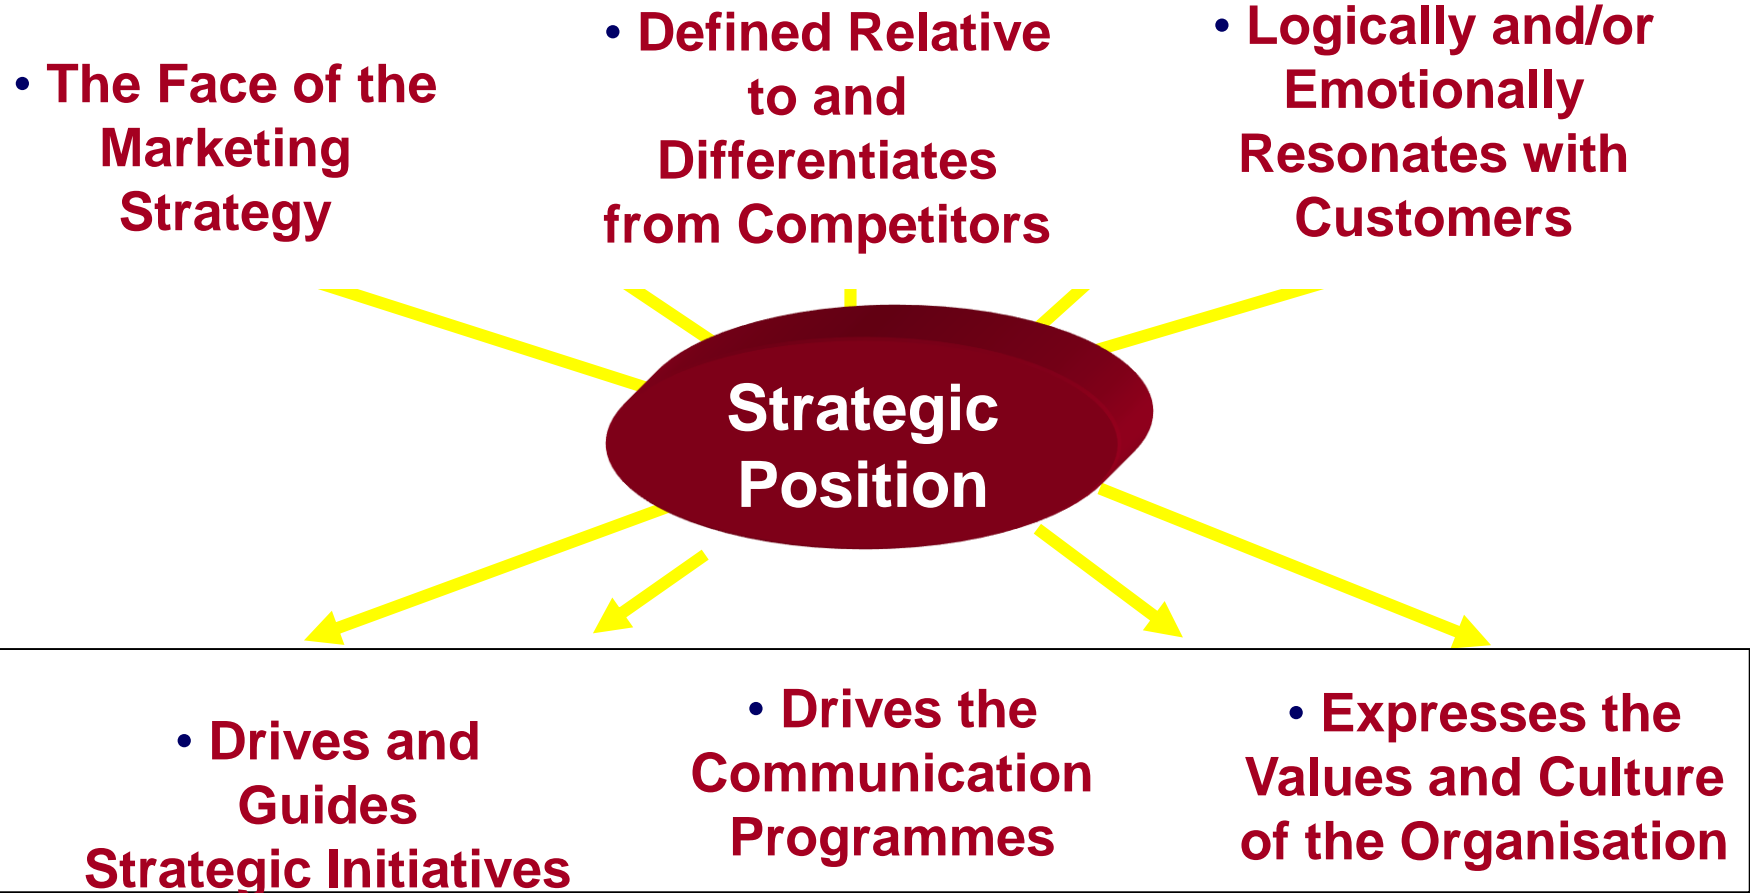 • The Face of the
Marketing
Strategy
• Defined Relative
to and
Differentiates
from Competitors
• Logically and/or
Emotionally
Resonates with
Customers
Strategic
Position
• Drives and
Guides
Strategic Initiatives
• Drives the
Communication
Programmes
• Expresses the
Values and Culture
of the Organisation